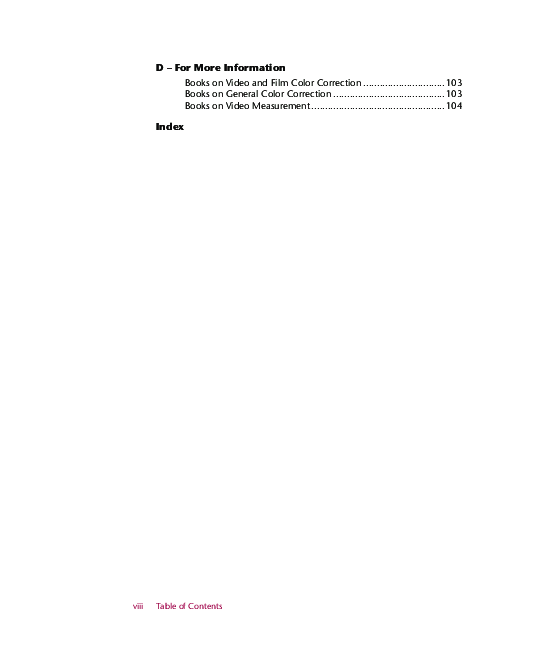 D – For More Information
Books on Video and Film Color Correction ............................. 103
Books on General Color Correction ........................................ 103
Books on Video Measurement ................................................ 104
Index
viii Table of Contents